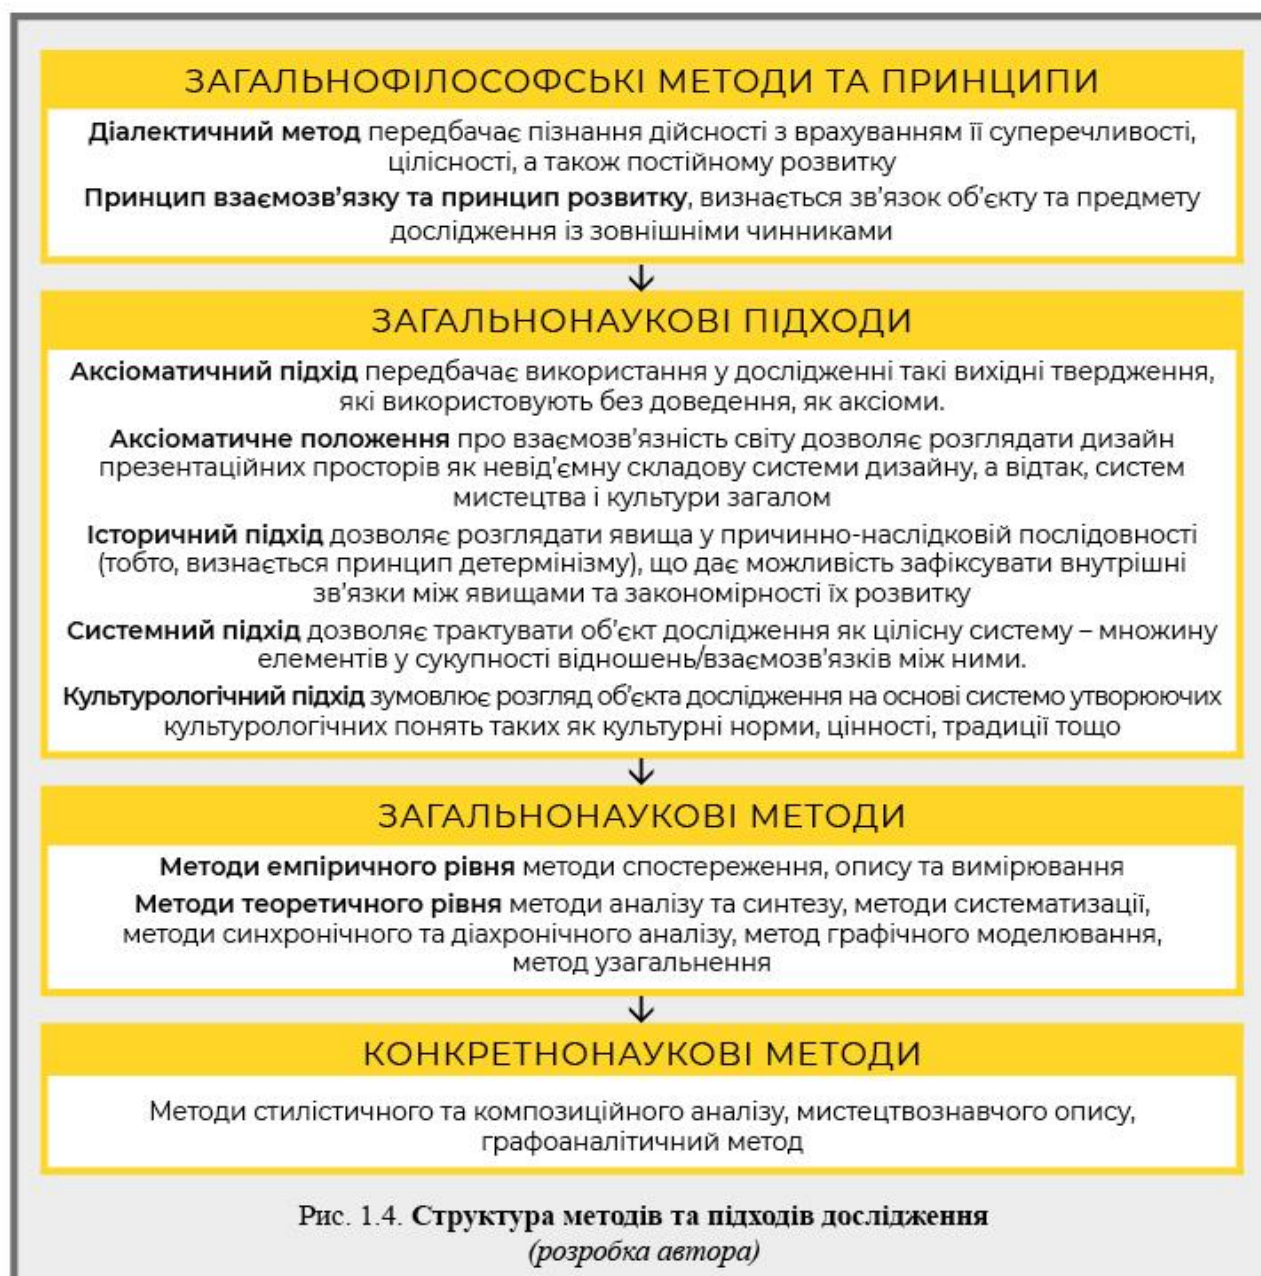 ЗАГАЛЬНОФІЛОСОФСЬКІ МЕТОДИ ТА ПРИНЦИПИ
Діалектичний метод передбачає пізнання дійсності з врахуванням її суперечливості,
цілісності, а також постійному розвитку
Принцип взаємозв’язку та принцип розвитку, визнається зв’язок об’єкту та предмету
дослідження із зовнішніми чинниками
↓
ЗАГАЛЬНОНАУКОВІ ПІДХОДИ
Аксіоматичний підхід передбачає використання у дослідженні такі вихідні твердження,
які використовують без доведення, як аксіоми.
Аксіоматичне положення про взаємозв’язність світу дозволяє розглядати дизайн
презентаційних просторів як невід’ємну складову системи дизайну, а відтак, систем
мистецтва і культури загалом
Історичний підхід дозволяє розглядати явища у причинно-наслідковій послідовності
(тобто, визнається принцип детермінізму), що дає можливість зафіксувати внутрішні
зв’язки між явищами та закономірності їх розвитку
Системний підхід дозволяє трактувати об’єкт дослідження як цілісну систему – множину
елементів у сукупності відношень/взаємозв’язків між ними.
Культурологічний підхід зумовлює розгляд об’єкта дослідження на основі системо утворюючих
культурологічних понять таких як культурні норми, цінності, традиції тощо
↓
ЗАГАЛЬНОНАУКОВІ МЕТОДИ
Методи емпіричного рівня методи спостереження, опису та вимірювання
Методи теоретичного рівня методи аналізу та синтезу, методи систематизації,
методи синхронічного та діахронічного аналізу, метод графічного моделювання,
метод узагальнення
↓
КОНКРЕТНОНАУКОВІ МЕТОДИ
Методи стилістичного та композиційного аналізу, мистецтвознавчого опису,
графоаналітичний метод
Рис. 1.4. Структура методів та підходів дослідження
(розробка автора)